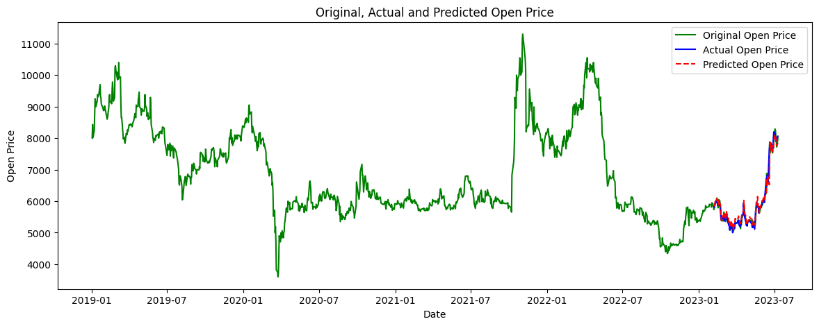 Original, Actual and Predicted Open Price
Original Open Price
Actual Open Price
Predicted Open Price
Open Price
11000
10000
9000
8000
7000
6000
5000
4000
2019-01 2019-07 2020-01 2020-07 2021-01 2021-07 2022-01 2022-07 2023-01 2023-07
Date